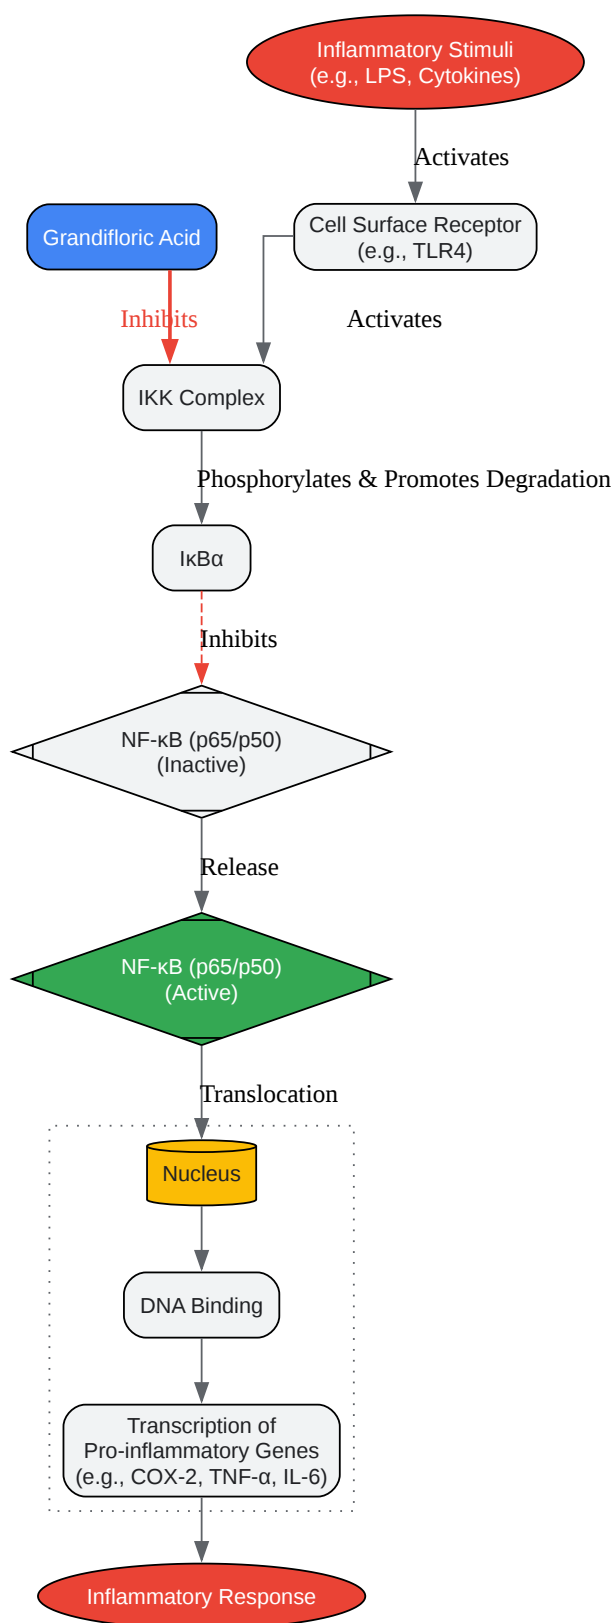 Inflammatory Stimuli
(e.g., LPS, Cytokines)
Activates
Grandifloric Acid
Cell Surface Receptor
(e.g., TLR4)
Inhibits
Activates
IKK Complex
Phosphorylates & Promotes Degradation
IκBα
Inhibits
NF-κB (p65/p50)
(Inactive)
Release
NF-κB (p65/p50)
(Active)
Translocation
Nucleus
DNA Binding
Transcription of
Pro-inflammatory Genes
(e.g., COX-2, TNF-α, IL-6)
Inflammatory Response